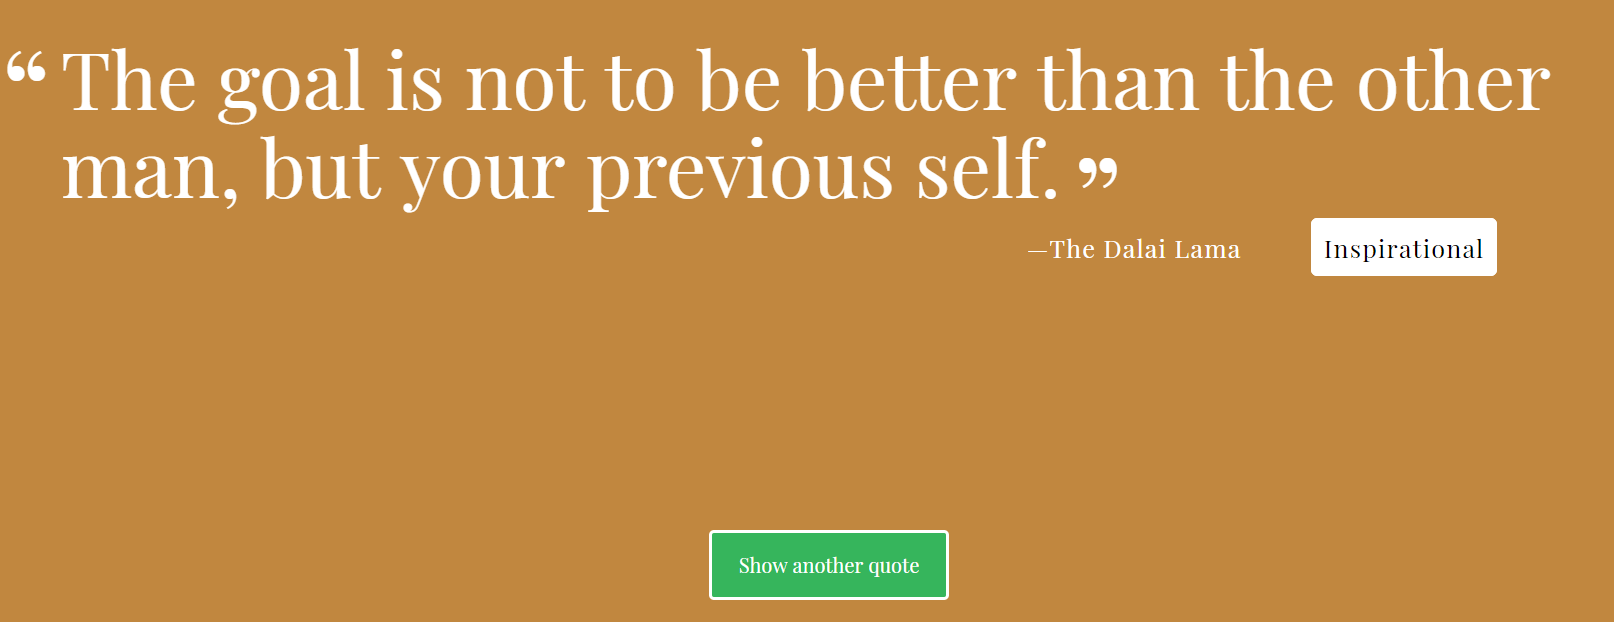 “ The goal is not to be better than the other
man, but your previous self. ”
—The Dalai Lama
Inspirational
Show another quote